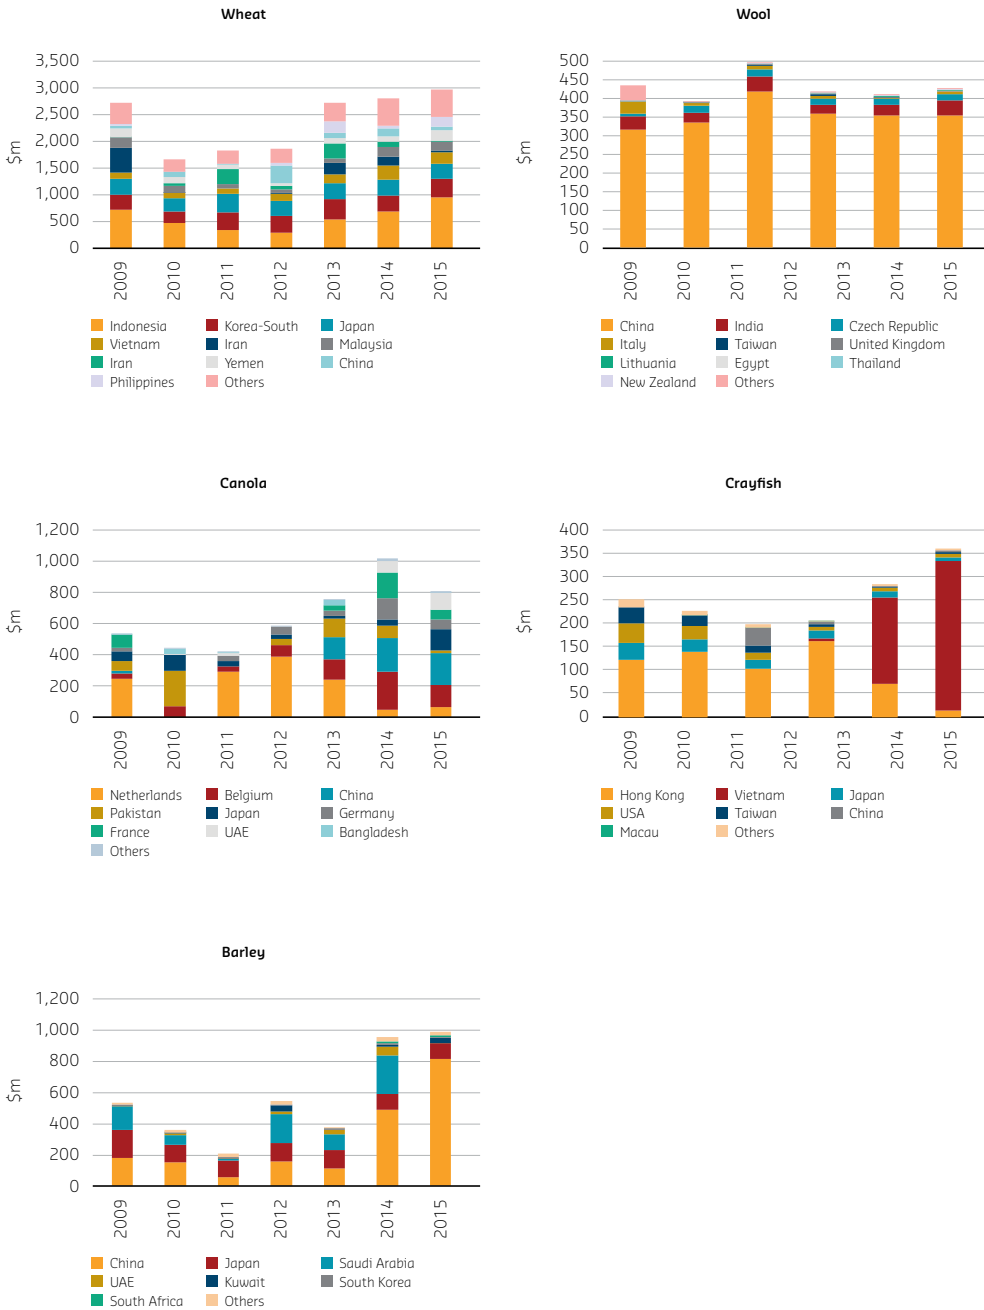 Wheat
3,500
3,000
2,500
2,000
1,500
1,000
500
0
$m
2009
2010
2011
2012
2013
2014
2015
Indonesia
Korea-South
Japan
Vietnam
Iran
Malaysia
Iran
Yemen
China
Philippines
Others
Wool
500
450
400
350
300
250
200
150
100
50
0
$m
2009
2010
2011
2012
2013
2014
2015
China
India
Czech Republic
Italy
Taiwan
United Kingdom
Lithuania
Egypt
Thailand
New Zealand
Others
Canola
1,200
1,000
800
600
400
200
0
$m
2009
2010
2011
2012
2013
2014
2015
Netherlands
Belgium
China
Pakistan
Japan
Germany
France
UAE
Bangladesh
Others
Crayfish
400
350
300
250
200
150
100
50
0
$m
2009
2010
2011
2012
2013
2014
2015
Hong Kong
Vietnam
Japan
USA
Taiwan
China
Macau
Others
Barley
1,200
1,000
800
600
400
200
0
$m
2009
2010
2011
2012
2013
2014
2015
China
Japan
Saudi Arabia
UAE
Kuwait
South Korea
South Africa
Others